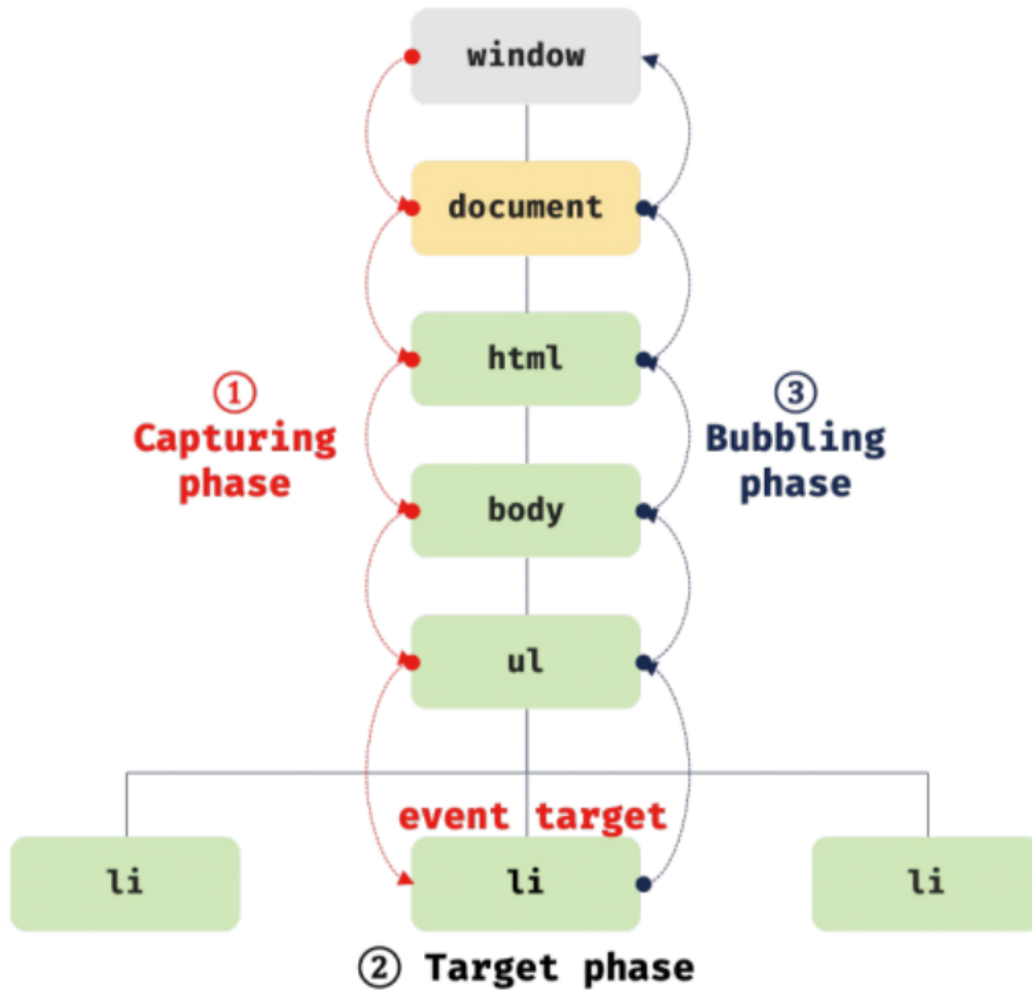 window
document
html
①
Capturing
phase
③
Bubbling
phase
body
ul
event target
li
li
li
② Target phase